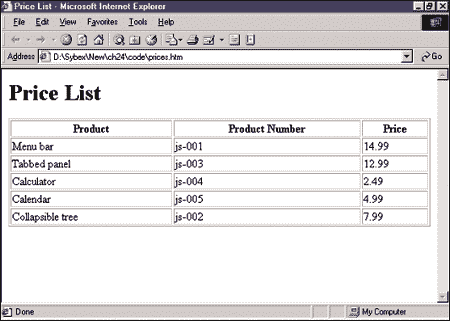 Price List - Microsoft Internet Explorer
File Edit View Favorites Tools Help
Address D:\Sybex\New\ch24\code\prices.htm Go
Price List
Product Product Number Price
Menu bar js-001 14.99
Tabbed panel js-003 12.99
Calculator js-004 2.49
Calendar js-005 4.99
Collapsible tree js-002 7.99
Done My Computer